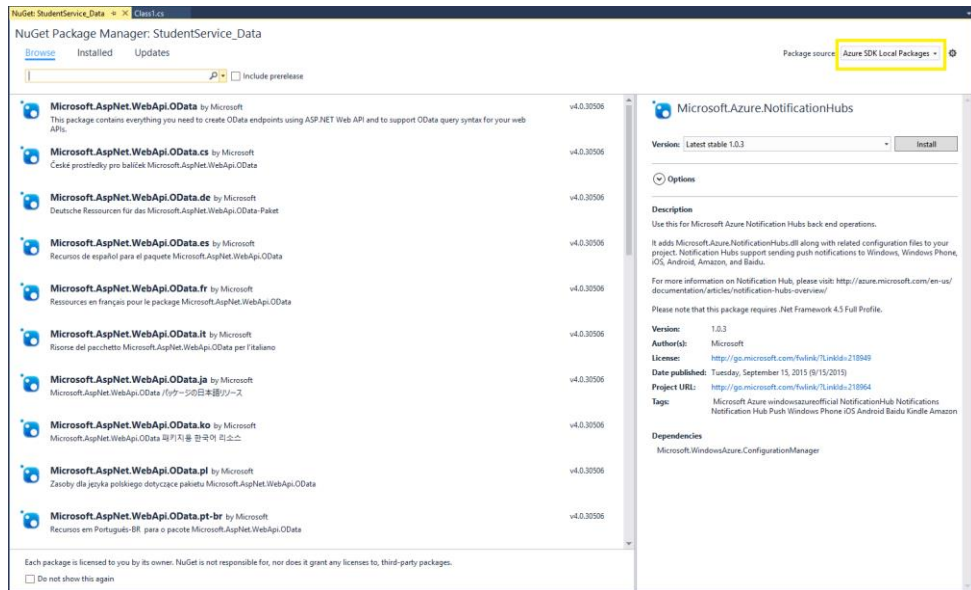 NuGet: StudentService_Data
Class1.cs
NuGet Package Manager: StudentService_Data
Browse Installed Updates
Package source: Azure SDK Local Packages
Include prerelease
Microsoft.AspNet.WebApi.OData by Microsoft v4.0.30506
This package contains everything you need to create OData endpoints using ASP.NET Web API and to support OData query syntax for your web
APIs.
Microsoft.AspNet.WebApi.OData.cs by Microsoft v4.0.30506
České prostředky pro balíček Microsoft.AspNet.WebApi.OData
Microsoft.AspNet.WebApi.OData.de by Microsoft v4.0.30506
Deutsche Ressourcen für das Microsoft.AspNet.WebApi.OData-Paket
Microsoft.AspNet.WebApi.OData.es by Microsoft v4.0.30506
Recursos de español para el paquete Microsoft.AspNet.WebApi.OData
Microsoft.AspNet.WebApi.OData.fr by Microsoft v4.0.30506
Ressources en français pour le package Microsoft.AspNet.WebApi.OData
Microsoft.AspNet.WebApi.OData.it by Microsoft v4.0.30506
Risorse del pacchetto Microsoft.AspNet.WebApi.OData per l'italiano
Microsoft.AspNet.WebApi.OData.ja by Microsoft v4.0.30506
Microsoft.AspNet.WebApi.OData パッケージの日本語リソース
Microsoft.AspNet.WebApi.OData.ko by Microsoft v4.0.30506
Microsoft.AspNet.WebApi.OData 패키지용 한국어 리소스
Microsoft.AspNet.WebApi.OData.pl by Microsoft v4.0.30506
Zasoby dla języka polskiego dotyczące pakietu Microsoft.AspNet.WebApi.OData
Microsoft.AspNet.WebApi.OData.pt-br by Microsoft v4.0.30506
Recursos em Português-BR para o pacote Microsoft.AspNet.WebApi.OData
Each package is licensed to you by its owner. NuGet is not responsible for, nor does it grant any licenses to, third-party packages.
Do not show this again
Microsoft.Azure.NotificationHubs
Version: Latest stable 1.0.3 Install
Options
Description
Use this for Microsoft Azure Notification Hubs back end operations.
It adds Microsoft.Azure.NotificationHubs.dll along with related configuration files to your
project. Notification Hubs support sending push notifications to Windows, Windows Phone,
iOS, Android, Amazon, and Baidu.
For more information on Notification Hub, please visit: http://azure.microsoft.com/en-us/
documentation/articles/notification-hubs-overview/
Please note that this package requires .Net Framework 4.5 Full Profile.
Version: 1.0.3
Author(s): Microsoft
License: http://go.microsoft.com/fwlink/?LinkId=218949
Date published: Tuesday, September 15, 2015 (9/15/2015)
Project URL: http://go.microsoft.com/fwlink/?LinkId=218964
Tags: Microsoft Azure windowsazureofficial NotificationHub Notifications
Notification Hub Push Windows Phone iOS Android Baidu Kindle Amazon
Dependencies
Microsoft.WindowsAzure.ConfigurationManager